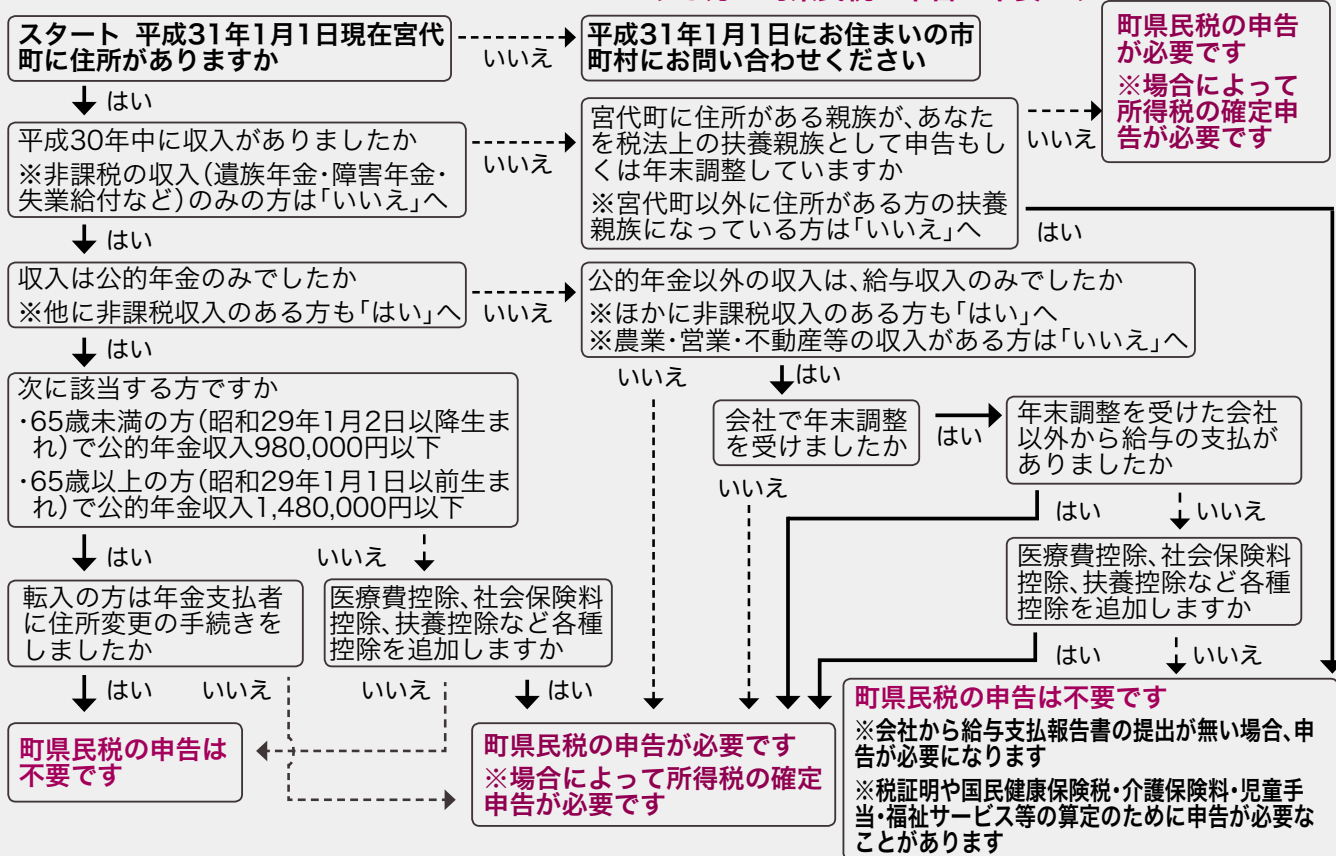 スタート 平成31年1月1日現在宮代
町に住所がありますか
いいえ
平成31年1月1日にお住まいの市
町村にお問い合わせください
町県民税の申告
が必要です
※場合によって
所得税の確定申
告が必要です
はい
平成30年中に収入がありましたか
※非課税の収入(遺族年金・障害年金・
失業給付など)のみの方は「いいえ」へ
いいえ
宮代町に住所がある親族が、あなた
を税法上の扶養親族として申告もし
くは年末調整していますか
※宮代町以外に住所がある方の扶養
親族になっている方は「いいえ」へ
いいえ
はい
はい
収入は公的年金のみでしたか
※他に非課税収入のある方も「はい」へ
いいえ
公的年金以外の収入は、給与収入のみでしたか
※ほかに非課税収入のある方も「はい」へ
※農業・営業・不動産等の収入がある方は「いいえ」へ
はい
いいえ
はい
次に該当する方ですか
・65歳未満の方(昭和29年1月2日以降生ま
れ)で公的年金収入980,000円以下
・65歳以上の方(昭和29年1月1日以前生ま
れ)で公的年金収入1,480,000円以下
会社で年末調整
を受けましたか
はい
年末調整を受けた会社
以外から給与の支払が
ありましたか
いいえ
はい
いいえ
はい
いいえ
転入の方は年金支払者
に住所変更の手続きを
しましたか
医療費控除、社会保険料
控除、扶養控除など各種
控除を追加しますか
医療費控除、社会保険料
控除、扶養控除など各種
控除を追加しますか
はい
いいえ
はい
いいえ
いいえ
はい
町県民税の申告は
不要です
町県民税の申告が必要です
※場合によって所得税の確定
申告が必要です
町県民税の申告は不要です
※会社から給与支払報告書の提出が無い場合、申
告が必要になります
※税証明や国民健康保険税・介護保険料・児童手
当・福祉サービス等の算定のために申告が必要な
ことがあります